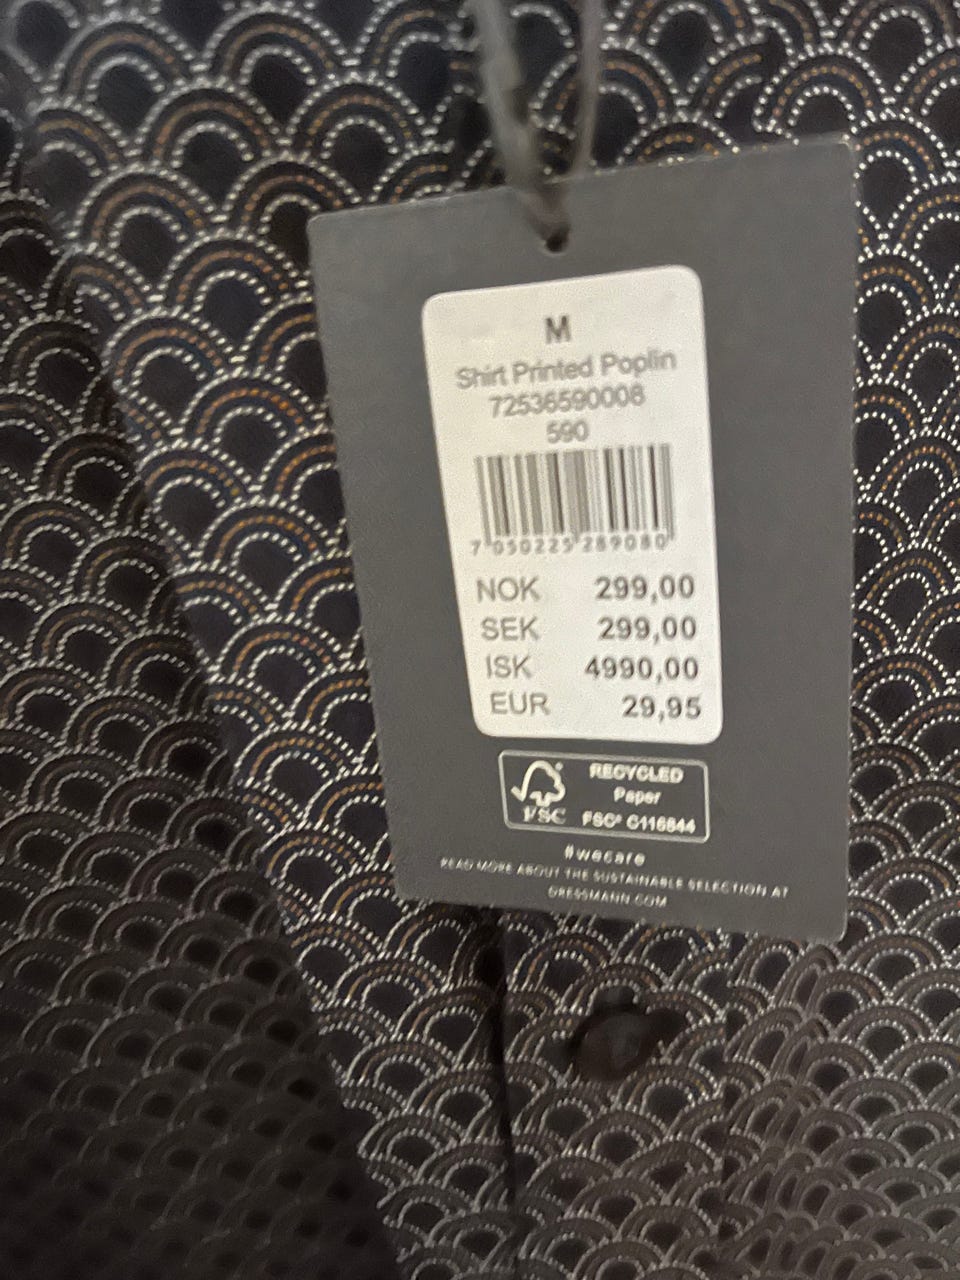 M
Shirt Printed Poplin
72536590008
590
7 050225 289080
NOK 299,00
SEK 299,00
ISK 4990,00
EUR 29,95
FSC®
RECYCLED
Paper
FSC® C116844
#wecare
READ MORE ABOUT THE SUSTAINABLE SELECTION AT
DRESSMANN.COM